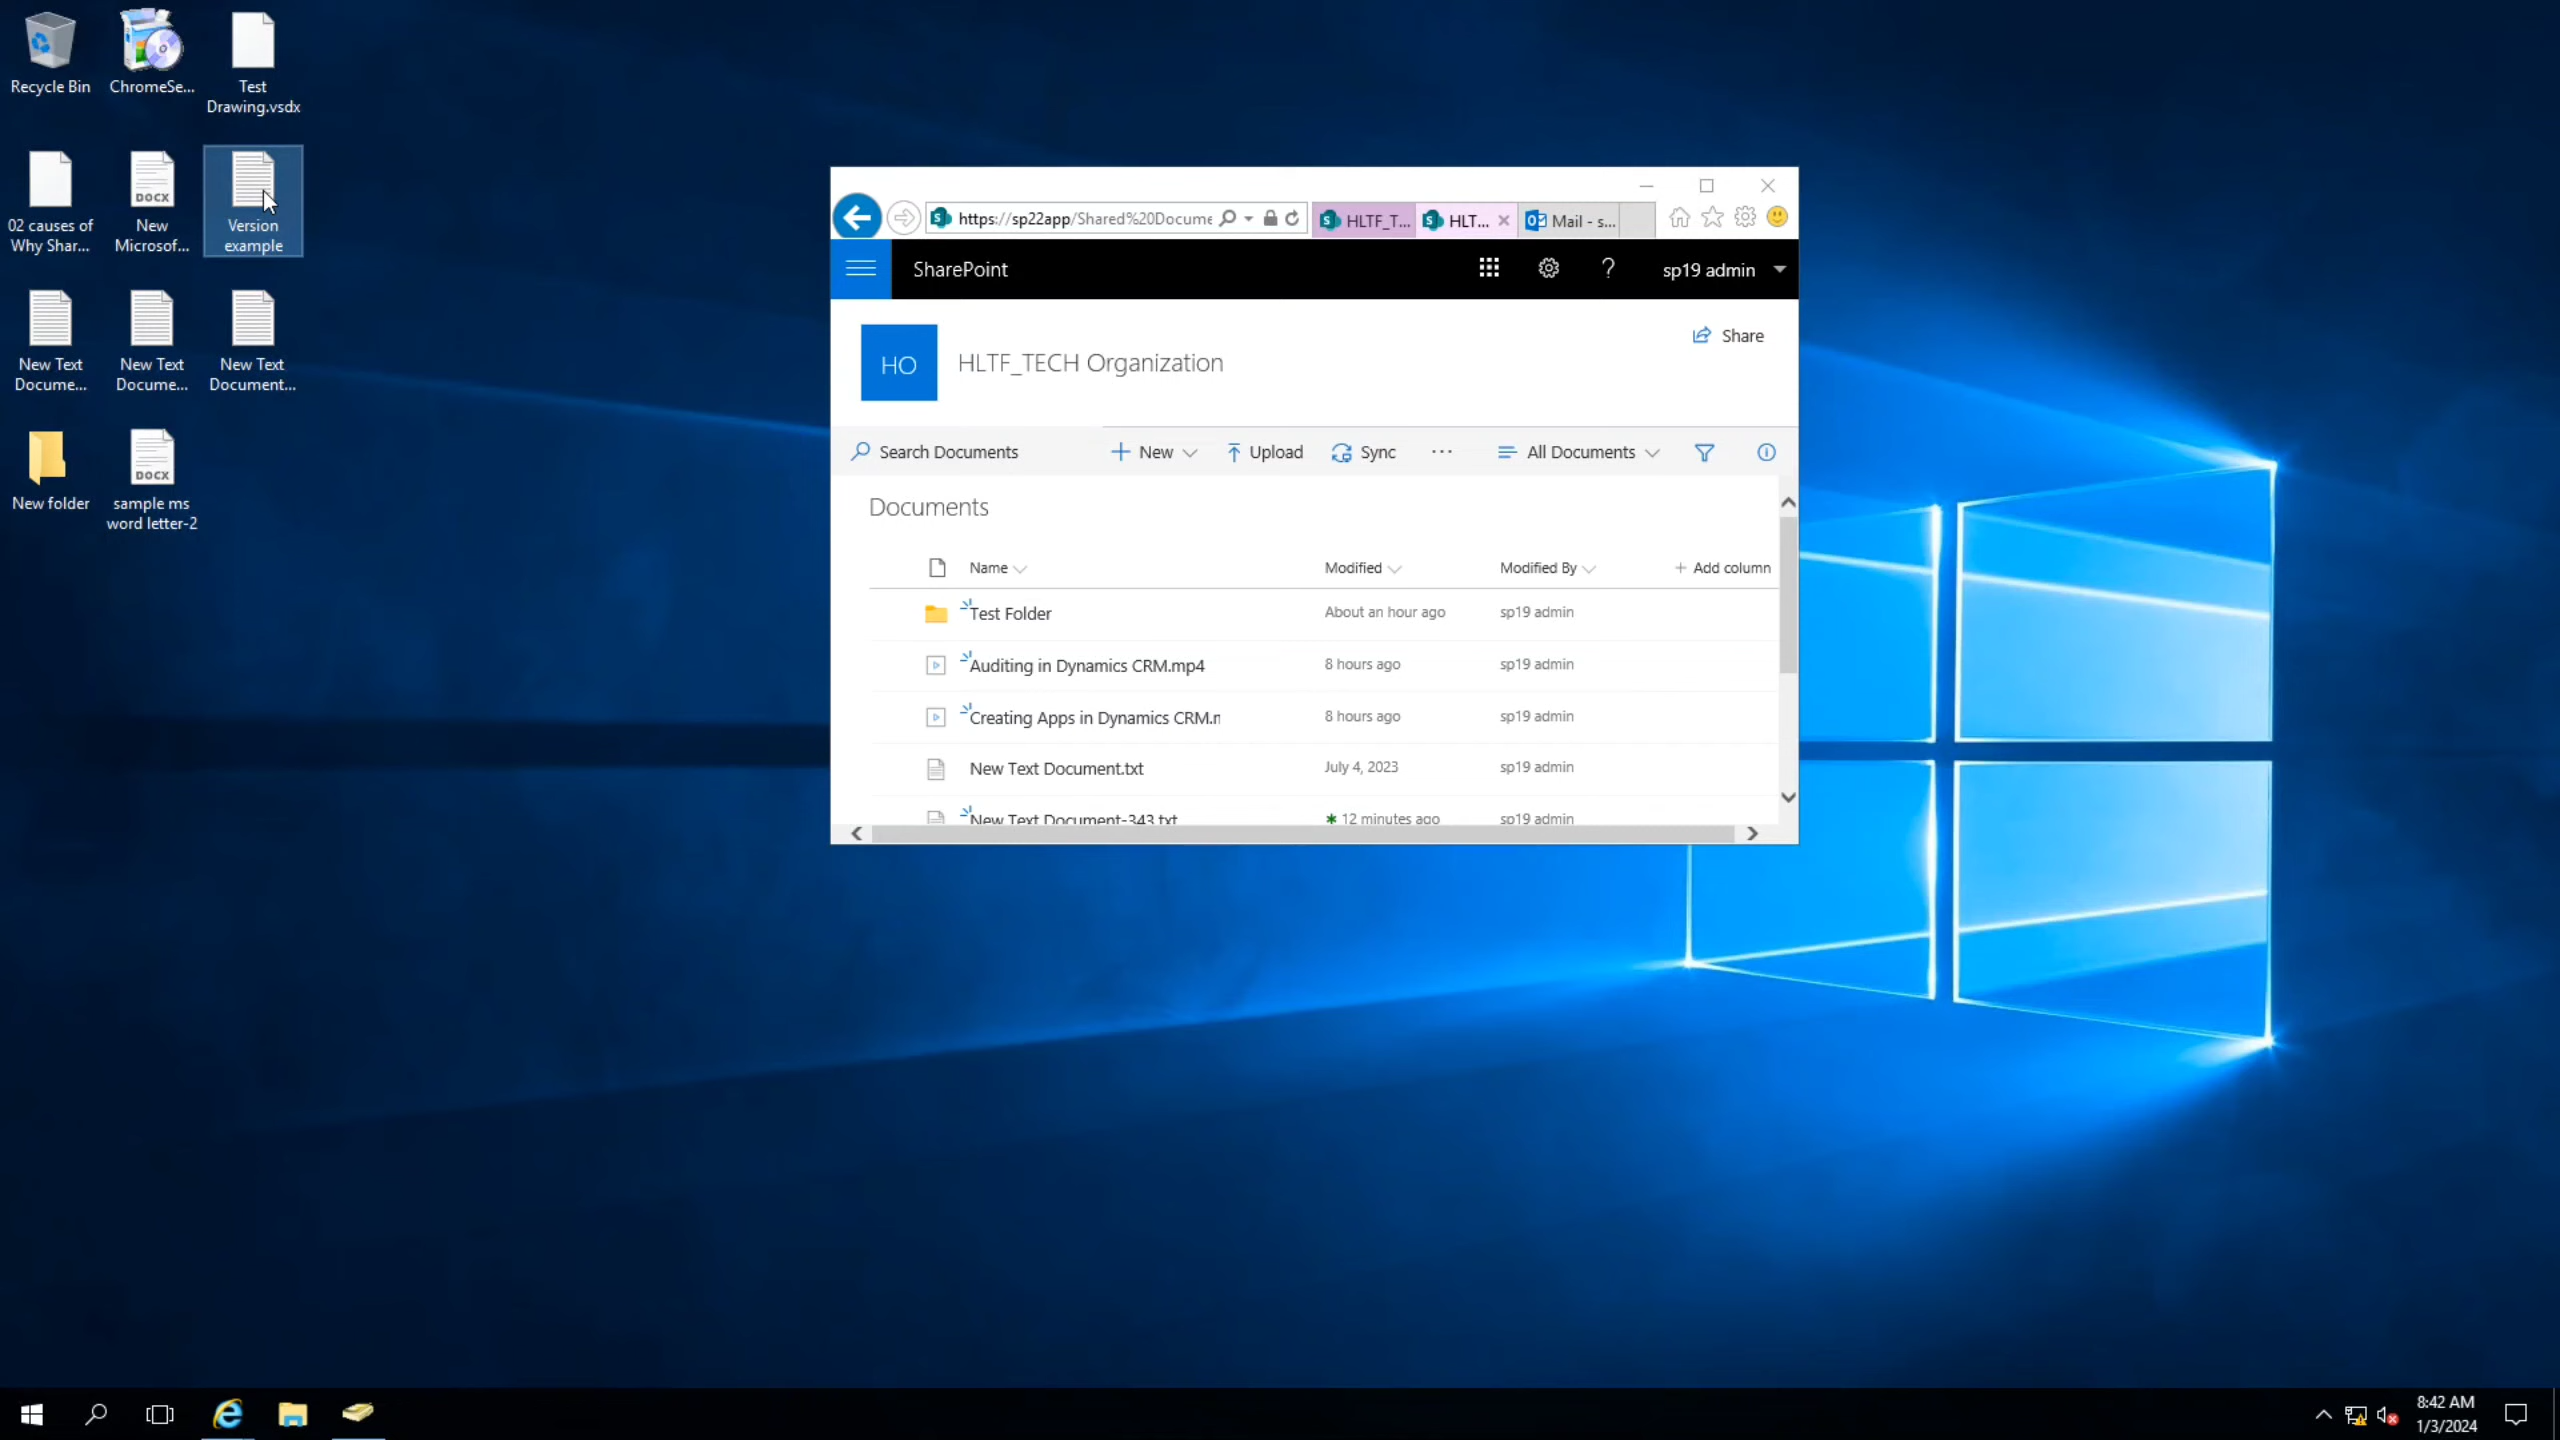 Recycle Bin
ChromeSe...
Test
Drawing.vsdx
02 causes of
Why Shar...
DOCX
New
Microsof...
Version
example
New Text
Docume...
New Text
Docume...
New Text
Document...
New folder
DOCX
sample ms
word letter-2
https://sp22app/Shared%20Docume
HLTF_T...
HLT...
Mail - s...
SharePoint
sp19 admin
HO
HLTF_TECH Organization
Share
Search Documents
New
Upload
Sync
All Documents
Documents
Name
Modified
Modified By
Add column
Test Folder
About an hour ago
sp19 admin
Auditing in Dynamics CRM.mp4
8 hours ago
sp19 admin
Creating Apps in Dynamics CRM.m
8 hours ago
sp19 admin
New Text Document.txt
July 4, 2023
sp19 admin
New Text Document-343.txt
12 minutes ago
sp19 admin
8:42 AM
1/3/2024